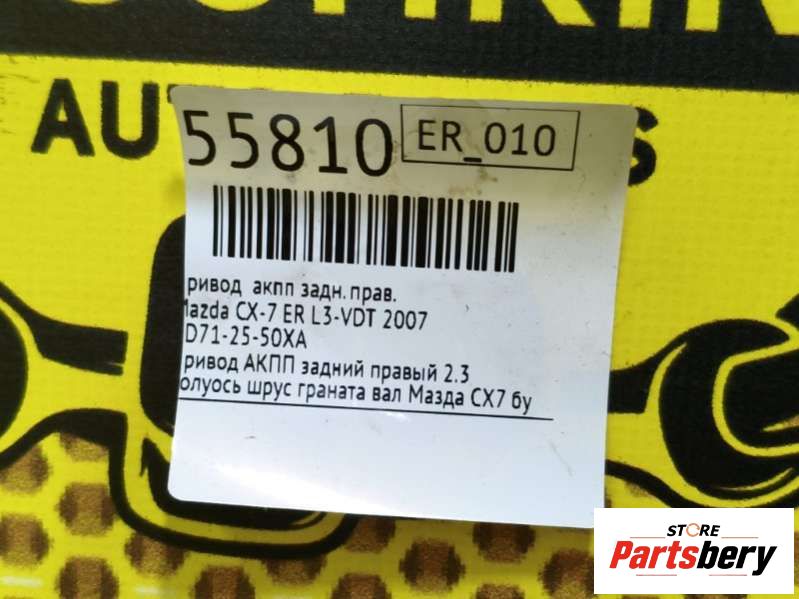 AUT S
55810 ER_010
ривод акпп задн. прав.
Mazda CX-7 ER L3-VDT 2007
D71-25-50XA
ривод АКПП задний правый 2.3
олуось шрус граната вал Мазда СХ7 бу
STORE
Partsbery